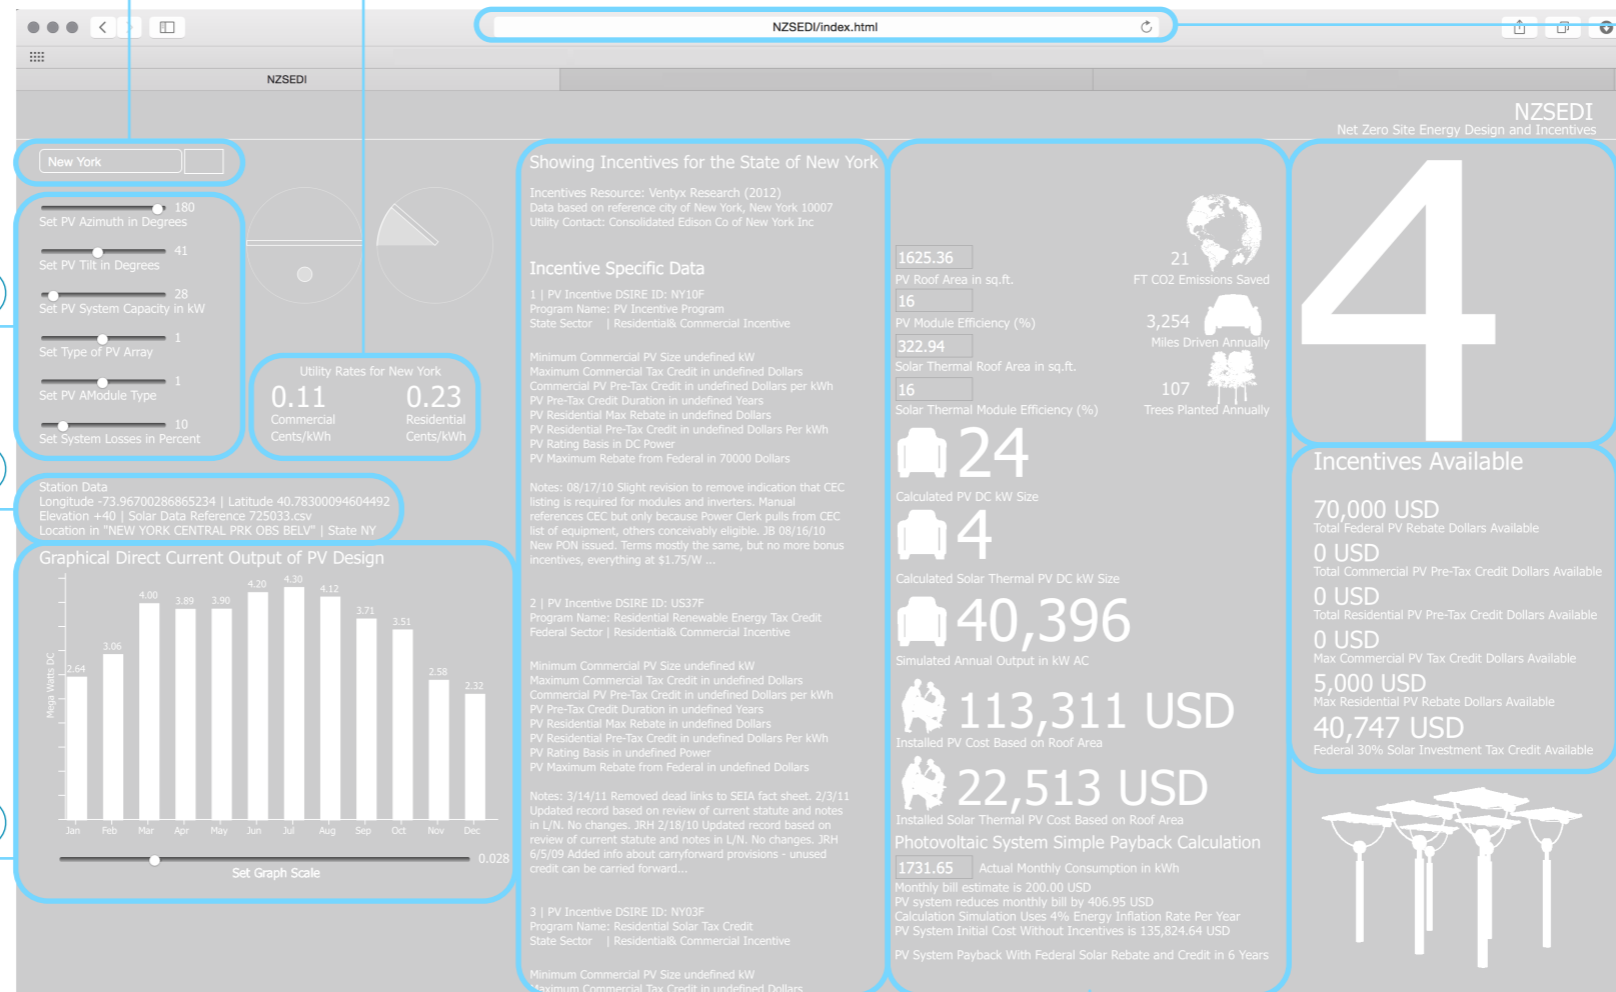 NZSEDI/index.html
NZSEDI
NZSEDI
Net Zero Site Energy Design and Incentives
New York
180
Set PV Azimuth in Degrees
41
Set PV Tilt in Degrees
28
Set PV System Capacity in kW
1
Set Type of PV Array
1
Set PV AModule Type
10
Set System Losses in Percent
Utility Rates for New York
0.11 0.23
Commercial Residential
Cents/kWh Cents/kWh
Station Data
Longitude -73.96700286865234 | Latitude 40.78300094604492
Elevation +40 | Solar Data Reference 725033.csv
Location in "NEW YORK CENTRAL PRK OBS BELV" | State NY
Graphical Direct Current Output of PV Design
Mega Watts DC
2.64 3.06 4.00 3.89 3.90 4.20 4.30 4.12 3.71 3.51 2.58 2.32
Jan Feb Mar Apr May Jun Jul Aug Sep Oct Nov Dec
0.028
Set Graph Scale
Showing Incentives for the State of New York
Incentives Resource: Ventyx Research (2012)
Data based on reference city of New York, New York 10007
Utility Contact: Consolidated Edison Co of New York Inc
Incentive Specific Data
1 | PV Incentive DSIRE ID: NY10F
Program Name: PV Incentive Program
State Sector | Residential& Commercial Incentive
Minimum Commercial PV Size undefined kW
Maximum Commercial Tax Credit in undefined Dollars
Commercial PV Pre-Tax Credit in undefined Dollars per kWh
PV Pre-Tax Credit Duration in undefined Years
PV Residential Max Rebate in undefined Dollars
PV Residential Pre-Tax Credit in undefined Dollars Per kWh
PV Rating Basis in DC Power
PV Maximum Rebate from Federal in 70000 Dollars
Notes: 08/17/10 Slight revision to remove indication that CEC
listing is required for modules and inverters. Manual
references CEC but only because Power Clerk pulls from CEC
list of equipment, others conceivably eligible. JB 08/16/10
New PON issued. Terms mostly the same, but no more bonus
incentives, everything at $1.75/W ...
2 | PV Incentive DSIRE ID: US37F
Program Name: Residential Renewable Energy Tax Credit
Federal Sector | Residential& Commercial Incentive
Minimum Commercial PV Size undefined kW
Maximum Commercial Tax Credit in undefined Dollars
Commercial PV Pre-Tax Credit in undefined Dollars per kWh
PV Pre-Tax Credit Duration in undefined Years
PV Residential Max Rebate in undefined Dollars
PV Residential Pre-Tax Credit in undefined Dollars Per kWh
PV Rating Basis in undefined Power
PV Maximum Rebate from Federal in undefined Dollars
Notes: 3/14/11 Removed dead links to SEIA fact sheet. 2/3/11
Updated record based on review of current statute and notes
in L/N. No changes. JRH 2/18/10 Updated record based on
review of current statute and notes in L/N. No changes. JRH
6/5/09 Added info about carryforward provisions - unused
credit can be carried forward...
3 | PV Incentive DSIRE ID: NY03F
Program Name: Residential Solar Tax Credit
State Sector | Residential& Commercial Incentive
Minimum Commercial PV Size undefined kW
Maximum Commercial Tax Credit in undefined Dollars
1625.36
PV Roof Area in sq.ft.
16
PV Module Efficiency (%)
322.94
Solar Thermal Roof Area in sq.ft.
16
Solar Thermal Module Efficiency (%)
21
FT CO2 Emissions Saved
3,254
Miles Driven Annually
107
Trees Planted Annually
24
Calculated PV DC kW Size
4
Calculated Solar Thermal PV DC kW Size
40,396
Simulated Annual Output in kW AC
113,311 USD
Installed PV Cost Based on Roof Area
22,513 USD
Installed Solar Thermal PV Cost Based on Roof Area
Photovoltaic System Simple Payback Calculation
1731.65 Actual Monthly Consumption in kWh
Monthly bill estimate is 200.00 USD
PV system reduces monthly bill by 406.95 USD
Calculation Simulation Uses 4% Energy Inflation Rate Per Year
PV System Initial Cost Without Incentives is 135,824.64 USD
PV System Payback With Federal Solar Rebate and Credit in 6 Years
4
Incentives Available
70,000 USD
Total Federal PV Rebate Dollars Available
0 USD
Total Commercial PV Pre-Tax Credit Dollars Available
0 USD
Total Residential PV Pre-Tax Credit Dollars Available
0 USD
Max Commercial PV Tax Credit Dollars Available
5,000 USD
Max Residential PV Rebate Dollars Available
40,747 USD
Federal 30% Solar Investment Tax Credit Available